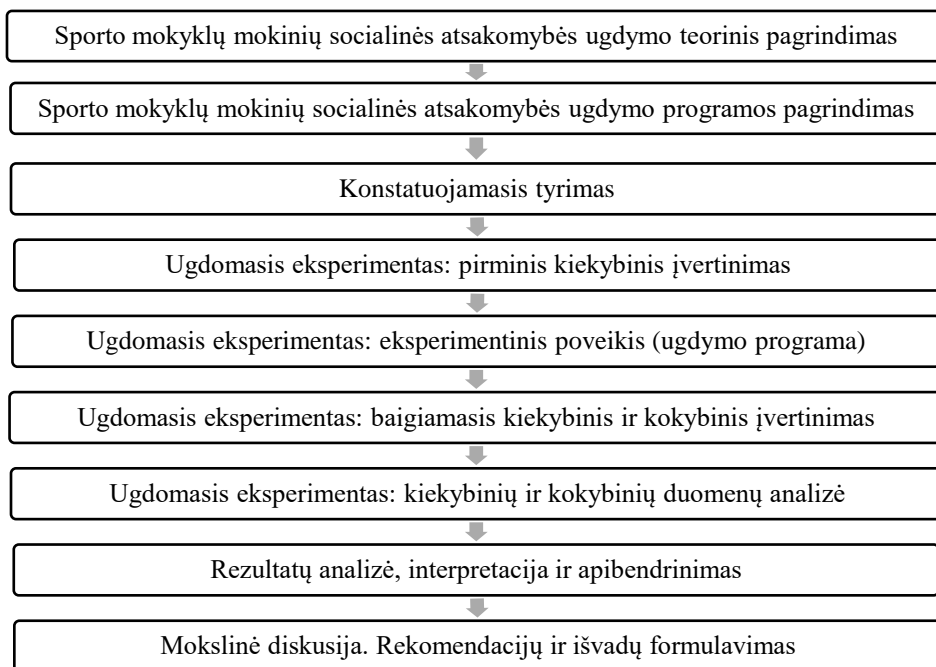 Sporto mokyklų mokinių socialinės atsakomybės ugdymo teorinis pagrindimas
Sporto mokyklų mokinių socialinės atsakomybės ugdymo programos pagrindimas
Konstatuojamasis tyrimas
Ugdomasis eksperimentas: pirminis kiekybinis įvertinimas
Ugdomasis eksperimentas: eksperimentinis poveikis (ugdymo programa)
Ugdomasis eksperimentas: baigiamasis kiekybinis ir kokybinis įvertinimas
Ugdomasis eksperimentas: kiekybinių ir kokybinių duomenų analizė
Rezultatų analizė, interpretacija ir apibendrinimas
Mokslinė diskusija. Rekomendacijų ir išvadų formulavimas